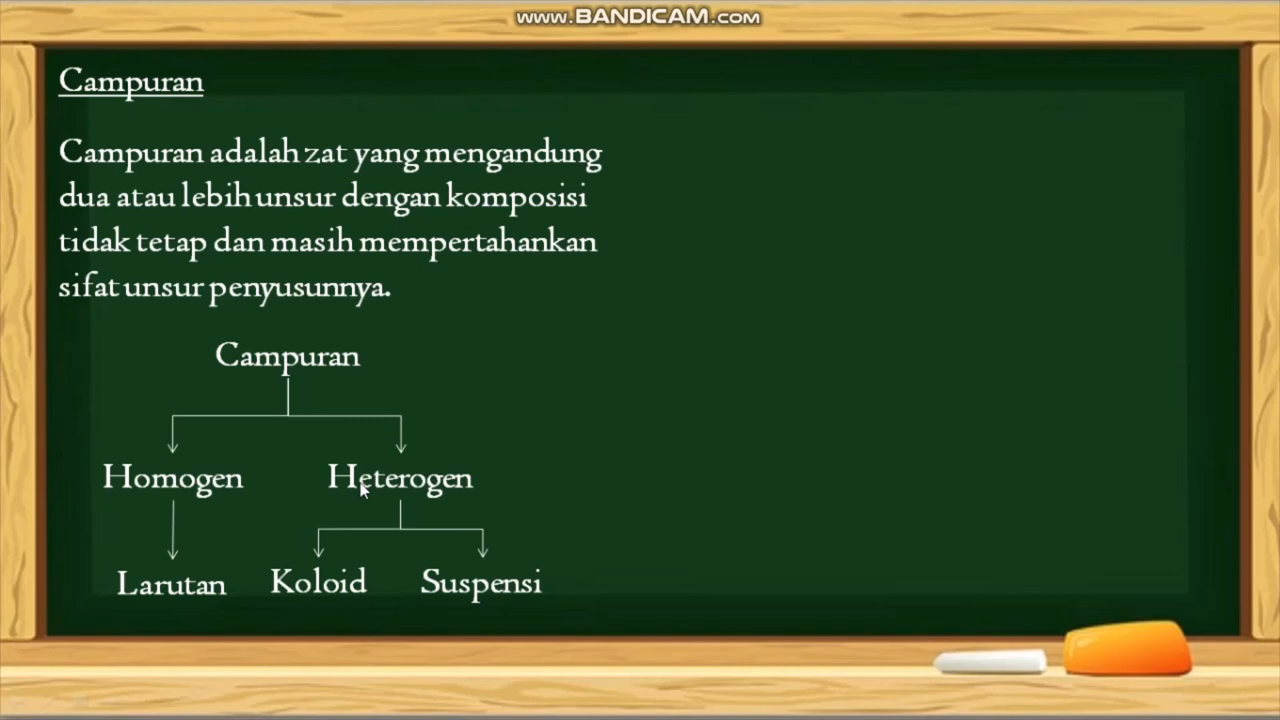 www.BANDICAM.com
Campuran
Campuran adalah zat yang mengandung
dua atau lebih unsur dengan komposisi
tidak tetap dan masih mempertahankan
sifat unsur penyusunnya.
Campuran
Homogen Heterogen
Larutan Koloid Suspensi